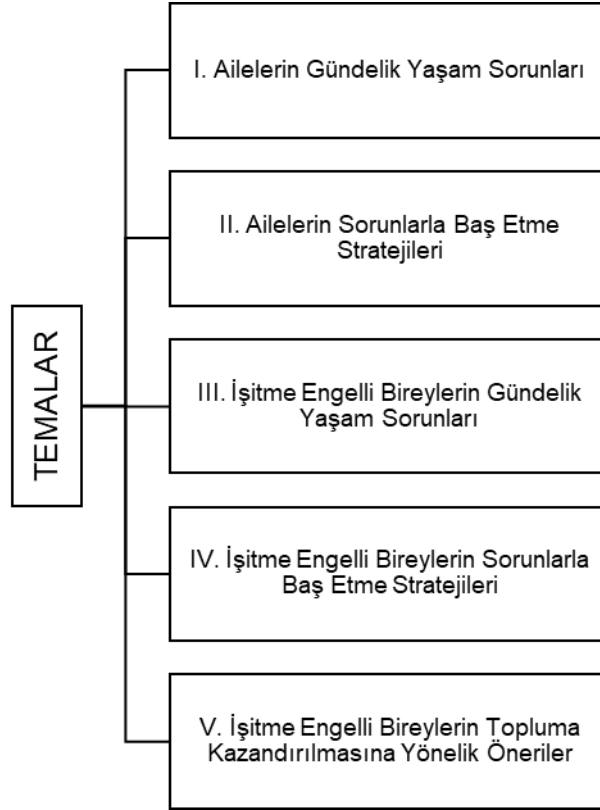 TEMALAR
I. Ailelerin Gündelik Yaşam Sorunları
II. Ailelerin Sorunlarla Baş Etme
Stratejileri
III. İşitme Engelli Bireylerin Gündelik
Yaşam Sorunları
IV. İşitme Engelli Bireylerin Sorunlarla
Baş Etme Stratejileri
V. İşitme Engelli Bireylerin Topluma
Kazandırılmasına Yönelik Öneriler